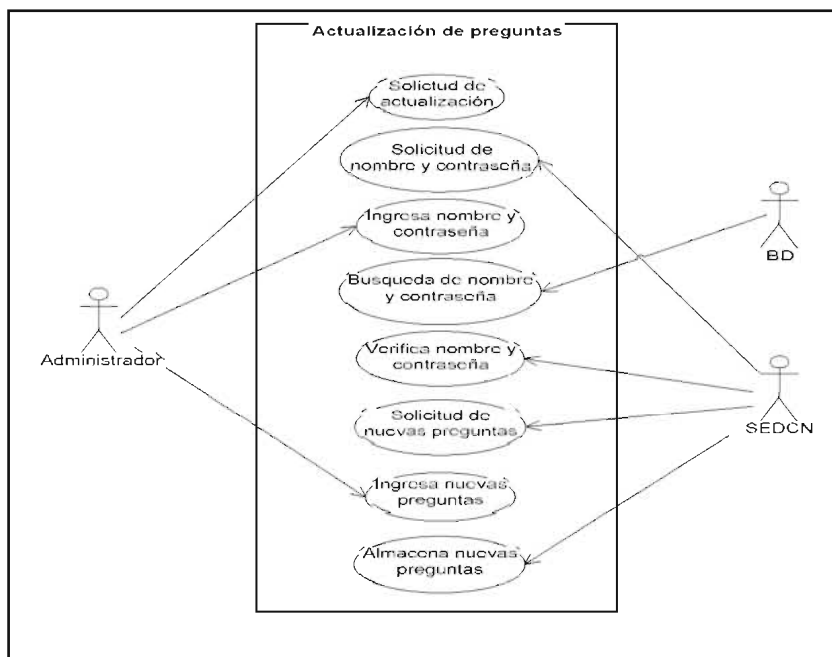 Actualización de preguntas
Solicitud de
actualización
Solicitud de
nombre y contraseña
Ingresa nombre y
contraseña
Busqueda de nombre
y contraseña
Verifica nombre y
contraseña
Solicitud de
nuevas preguntas
Ingresa nuevas
preguntas
Almacena nuevas
preguntas
Administrador
BD
SEDCN